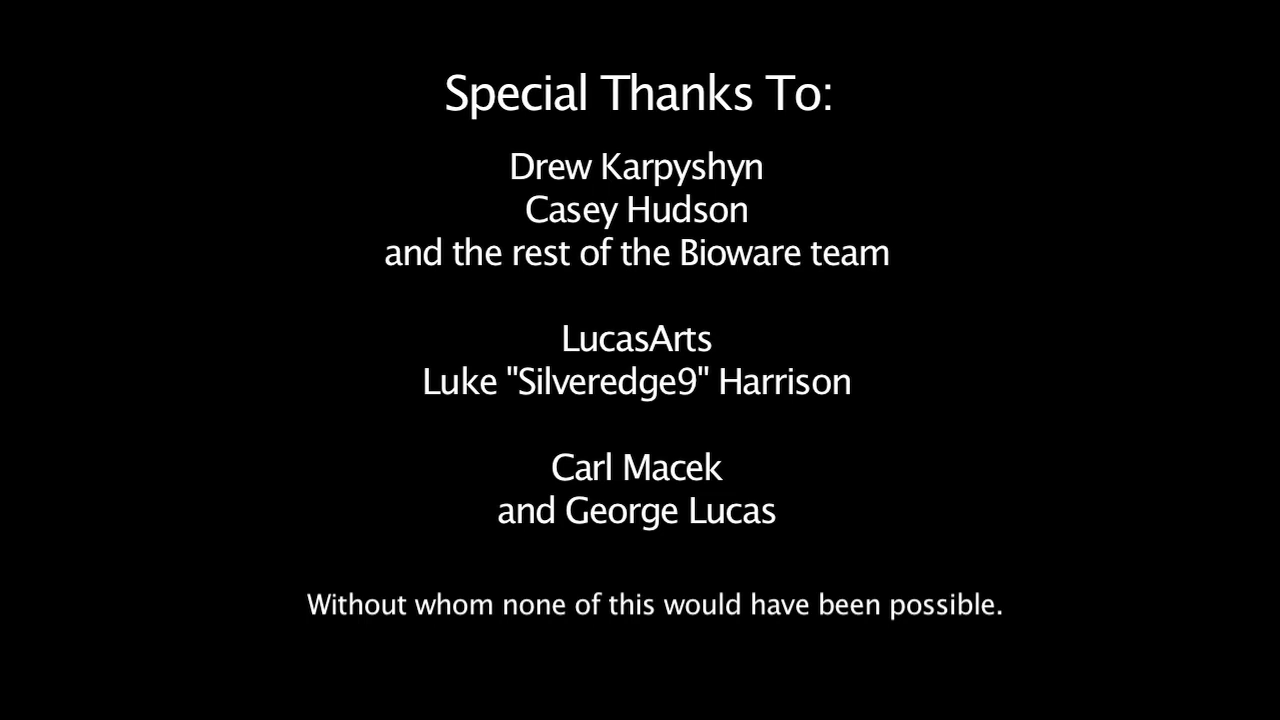 Special Thanks To:
Drew Karpyshyn
Casey Hudson
and the rest of the Bioware team
LucasArts
Luke "Silveredge9" Harrison
Carl Macek
and George Lucas
Without whom none of this would have been possible.